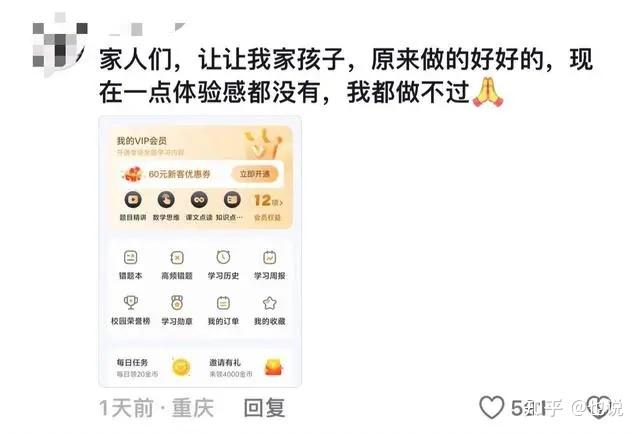 家人们，让让我家孩子，原来做的好好的，现
在一点体验感都没有，我都做不过🙏
我的VIP会员
开通专项突破学习内容
60元新客优惠券 立即开通
题目精讲 数学思维 课文点读 知识点… 12项> 会员权益
错题本 高频错题 学习历史 学习周报
校园荣誉榜 学习勋章 我的订单 我的收藏
每日任务 邀请有礼
每日领20金币 来领4000金币
1天前 · 重庆 回复
知乎